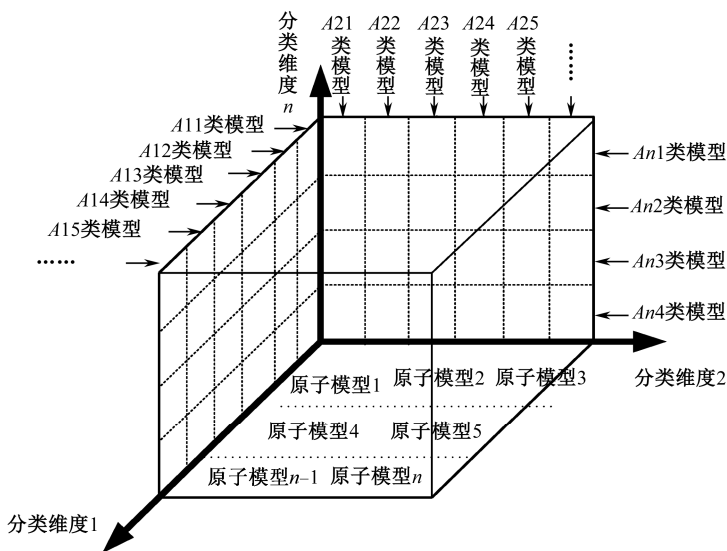 分类维度n
A21类模型
A22类模型
A23类模型
A24类模型
A25类模型
……
A11类模型
A12类模型
A13类模型
A14类模型
A15类模型
……
An1类模型
An2类模型
An3类模型
An4类模型
原子模型1 原子模型2 原子模型3
分类维度2
原子模型4 原子模型5
原子模型n−1 原子模型n
分类维度1